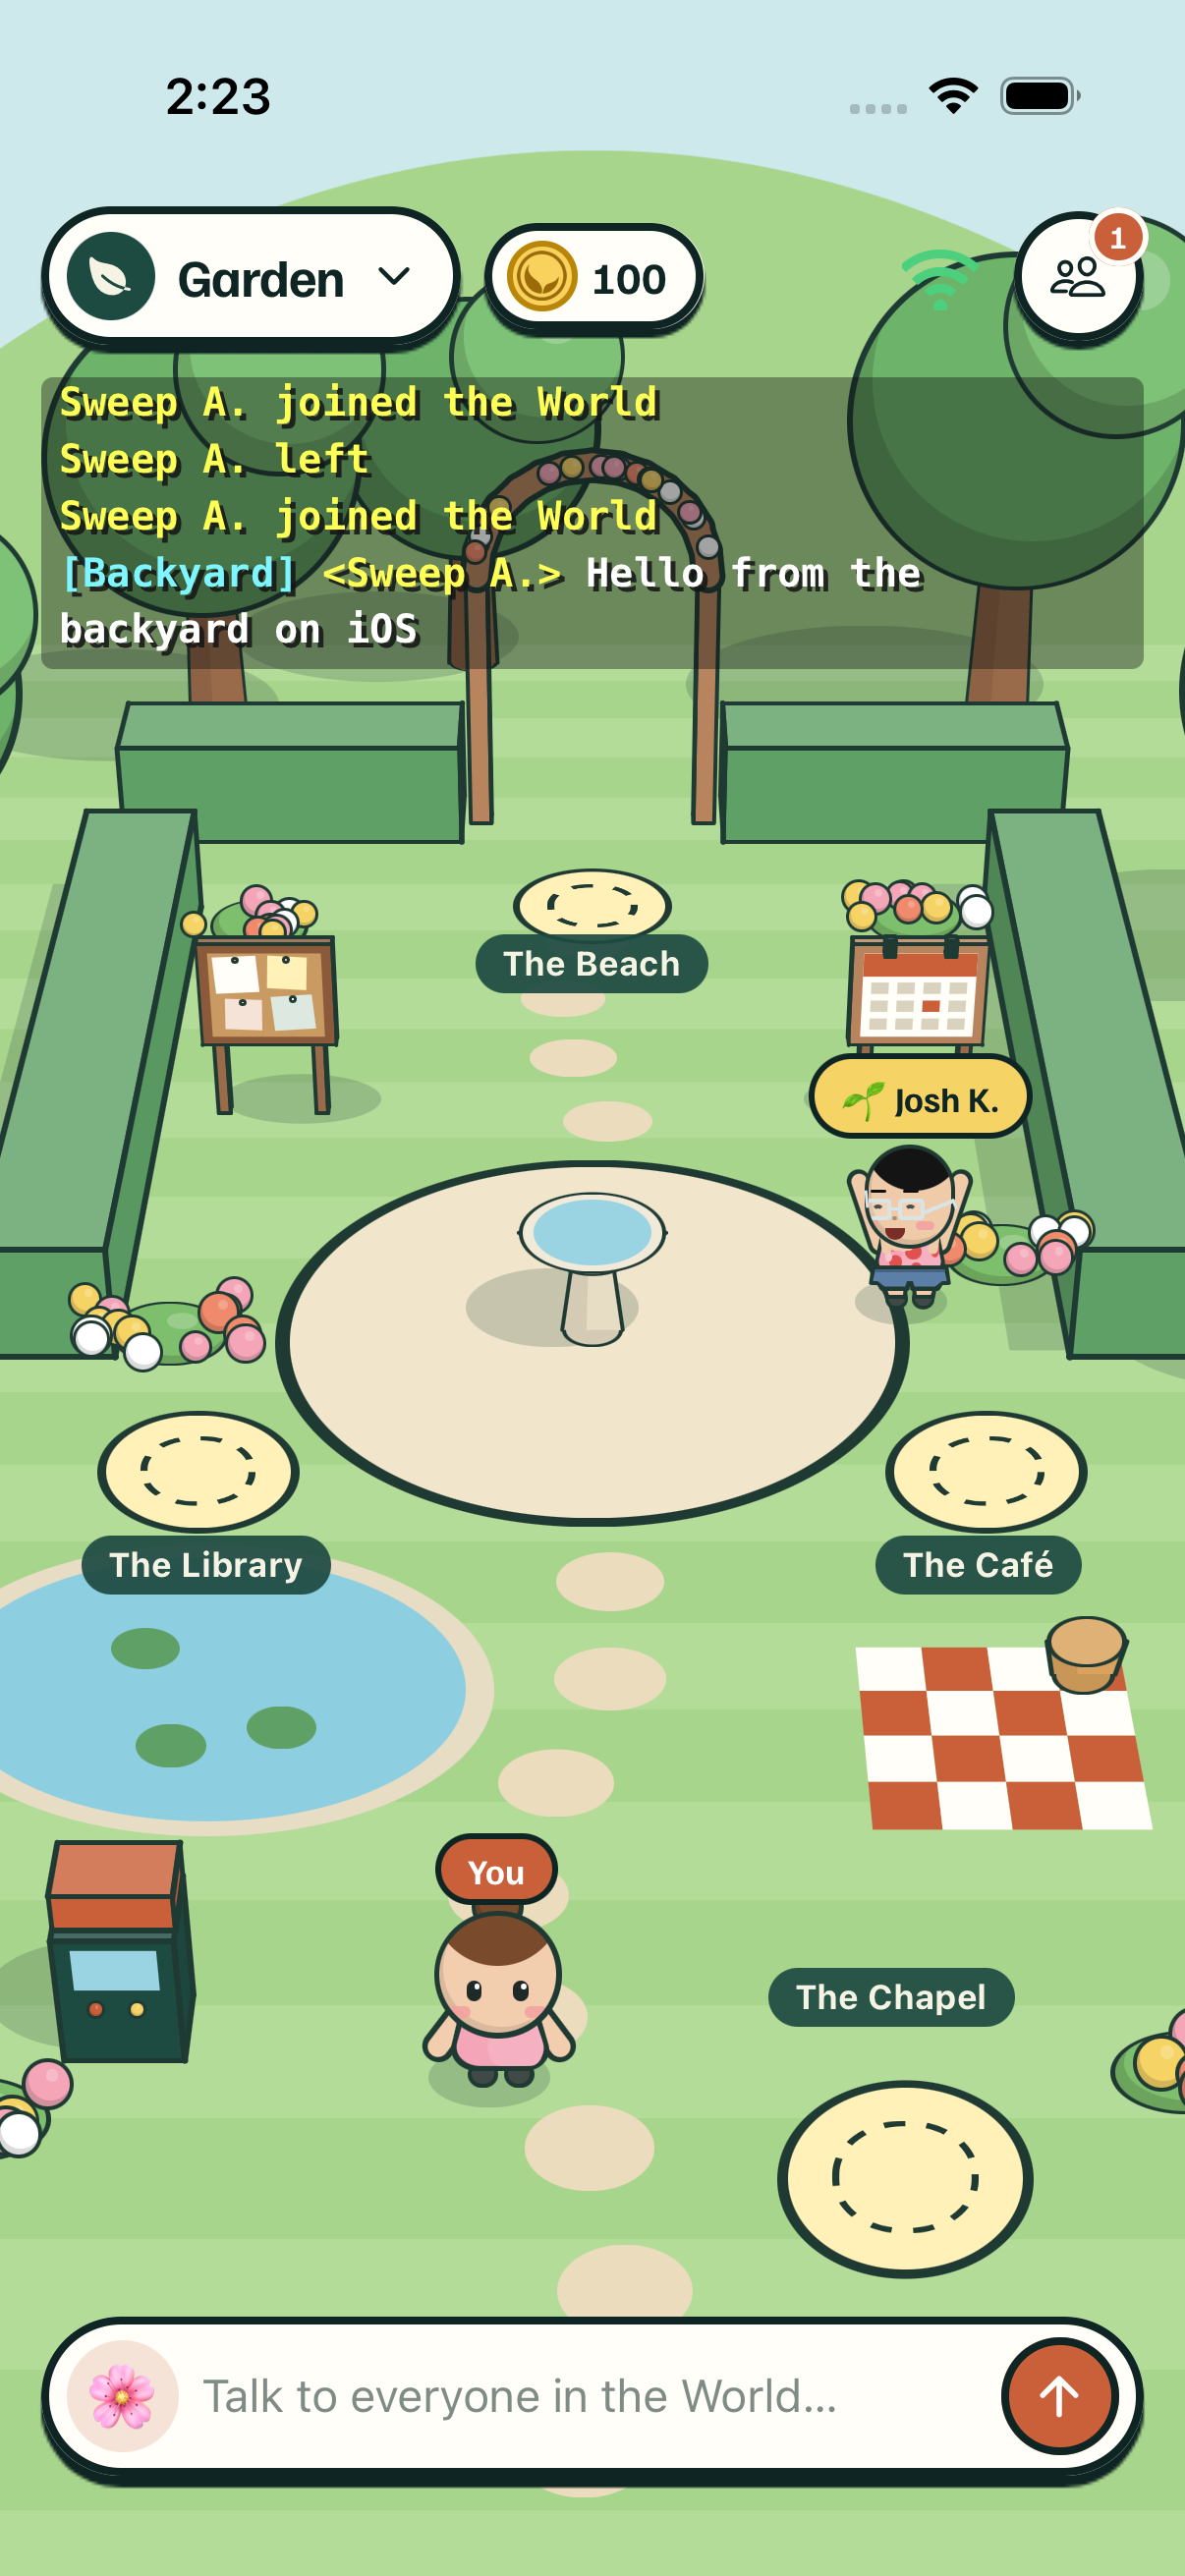 2:23
Garden
100
1
Sweep A. joined the World
Sweep A. left
Sweep A. joined the World
[Backyard] <Sweep A.> Hello from the
backyard on iOS
The Beach
Josh K.
The Library
The Café
You
The Chapel
Talk to everyone in the World...